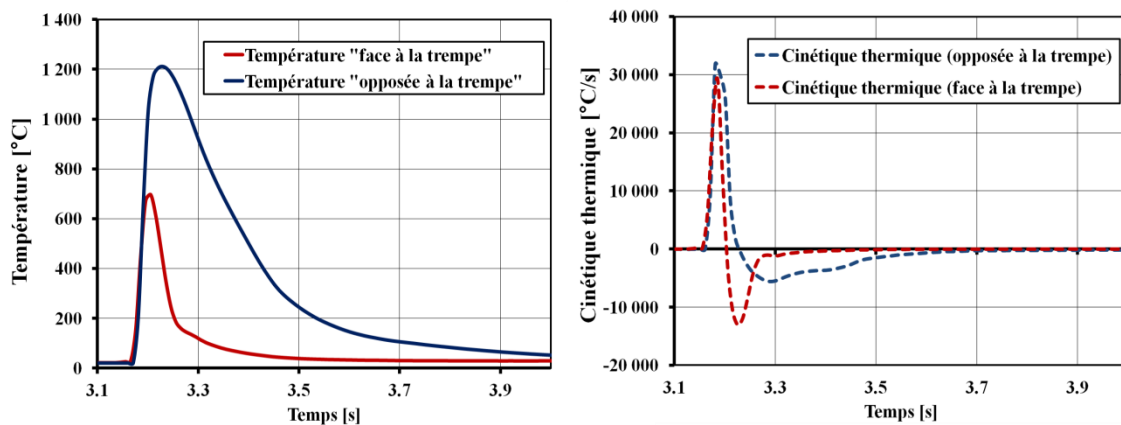 1 400
1 200
1 000
800
600
400
200
0
Température [°C]
Température "face à la trempe"
Température "opposée à la trempe"
3.1 3.3 3.5 3.7 3.9
Temps [s]
40 000
30 000
20 000
10 000
0
-10 000
-20 000
Cinétique thermique [°C/s]
Cinétique thermique (opposée à la trempe)
Cinétique thermique (face à la trempe)
3.1 3.3 3.5 3.7 3.9
Temps [s]